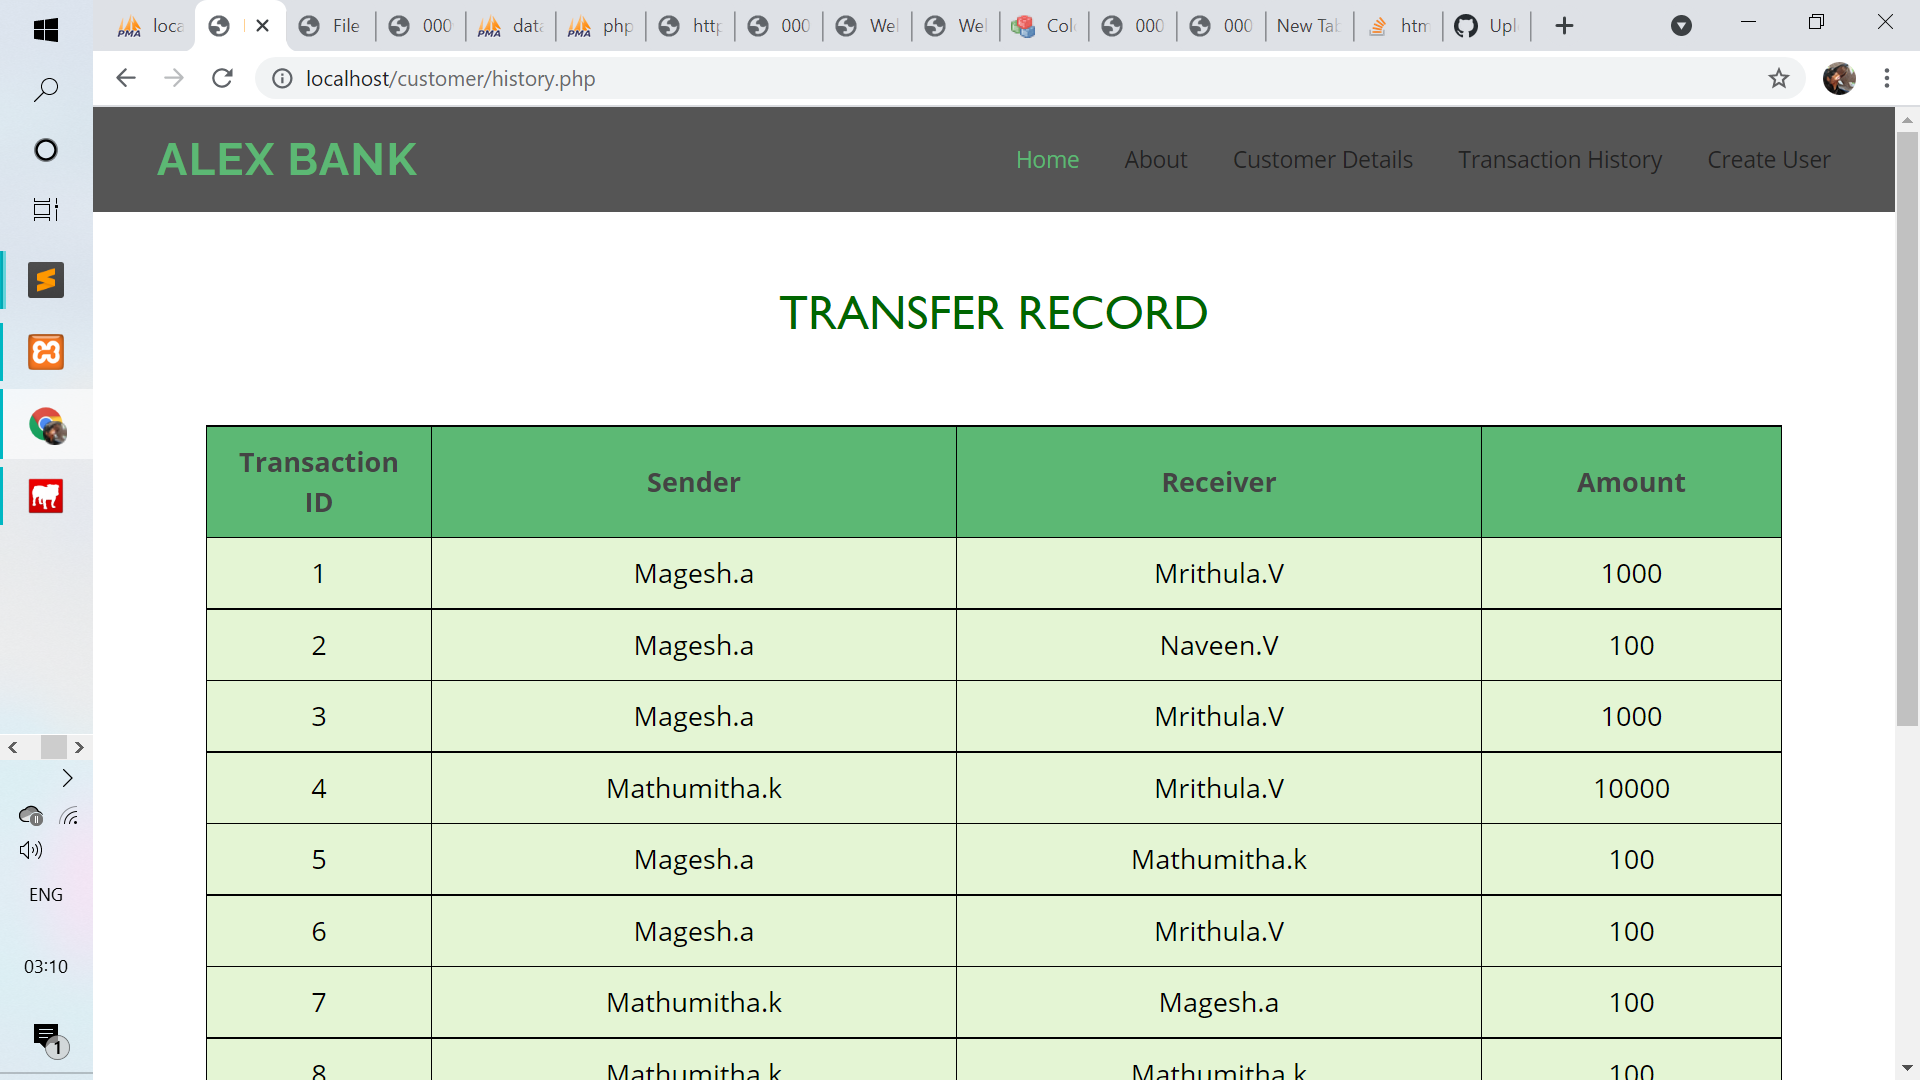 loca File 000 data php http 000 Wel Wel Col 000 000 New Tab htm Upl
localhost/customer/history.php
ALEX BANK Home About Customer Details Transaction History Create User
TRANSFER RECORD
Transaction ID Sender Receiver Amount
1 Magesh.a Mrithula.V 1000
2 Magesh.a Naveen.V 100
3 Magesh.a Mrithula.V 1000
4 Mathumitha.k Mrithula.V 10000
5 Magesh.a Mathumitha.k 100
6 Magesh.a Mrithula.V 100
7 Mathumitha.k Magesh.a 100
8 Mathumitha.k Mathumitha.k 100
ENG
03:10
1